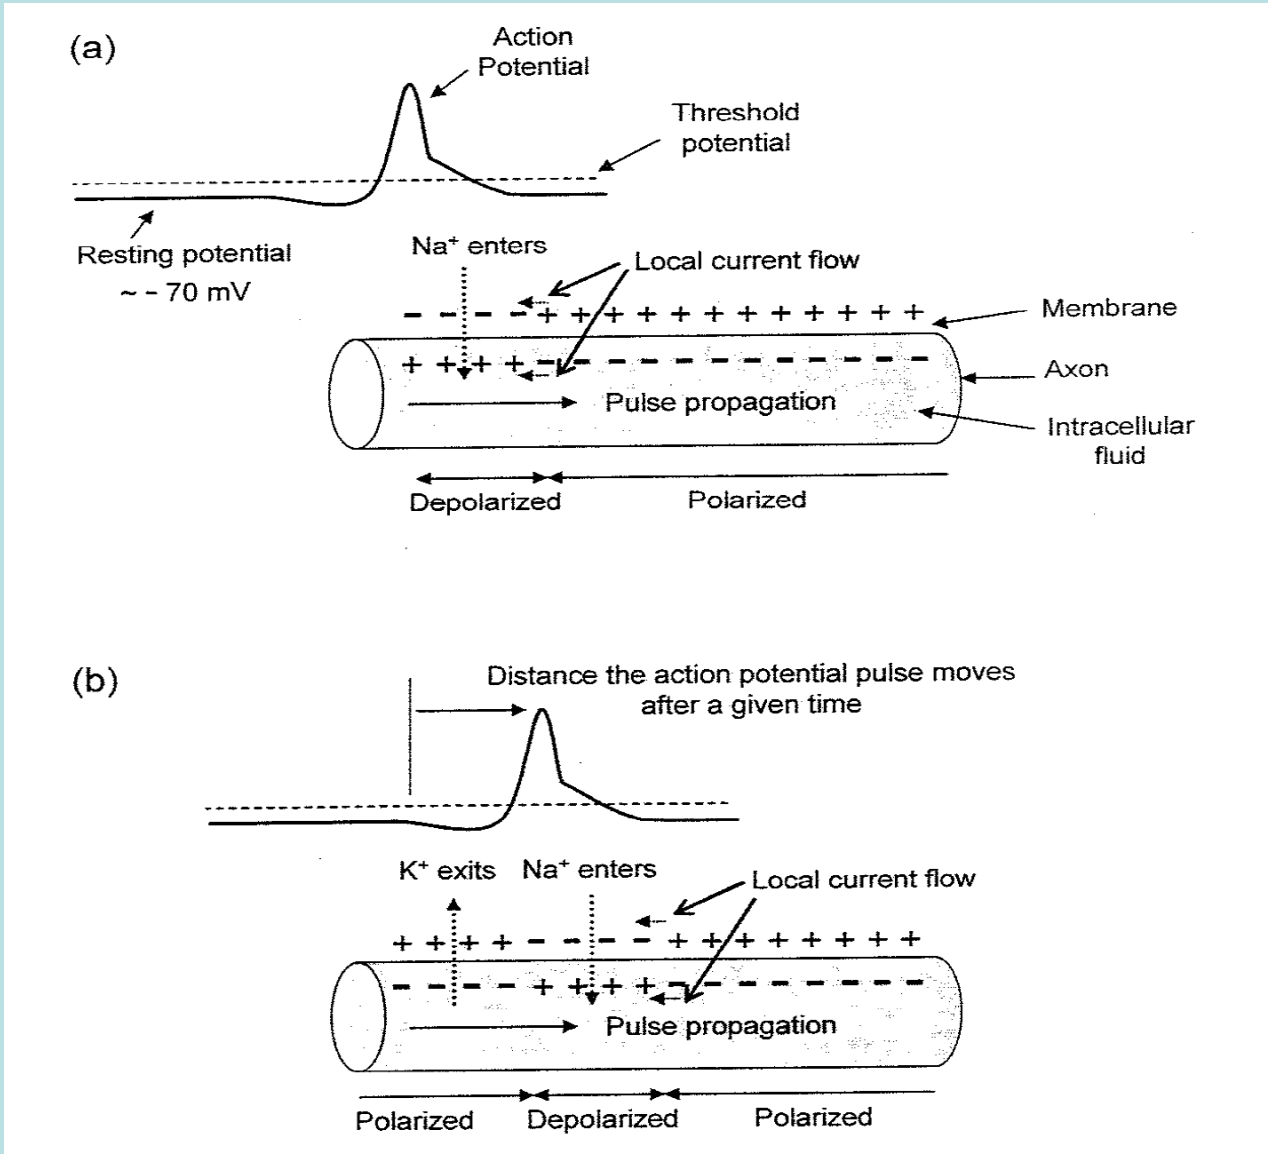 (a)
Action
Potential
Threshold
potential
Resting potential
~ - 70 mV
Na⁺ enters
Local current flow
- - - - + + + + + + + + + + + +
Membrane
+ + + + - - - - - - - - - - - -
Axon
Pulse propagation
Intracellular
fluid
Depolarized
Polarized
(b)
Distance the action potential pulse moves
after a given time
K⁺ exits
Na⁺ enters
Local current flow
+ + + + - - - - + + + + + + + +
- - - - + + + + - - - - - - - -
Pulse propagation
Polarized
Depolarized
Polarized